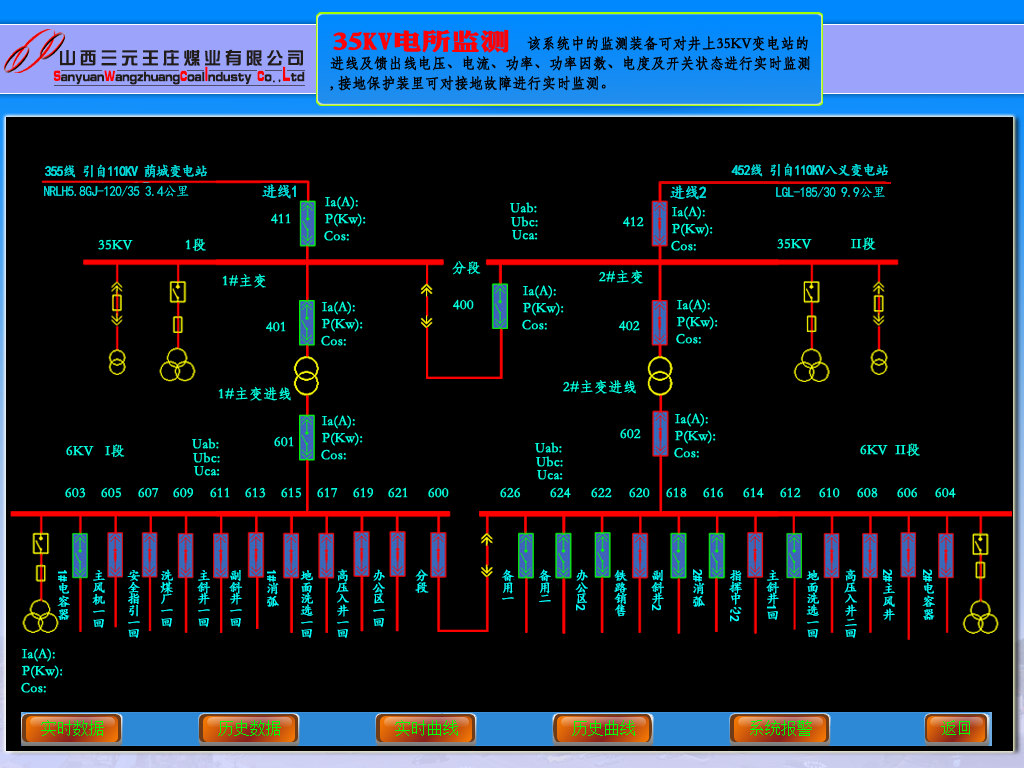 山西三元王庄煤业有限公司
SanyuanWangzhuangCoalIndusty Co.,Ltd
35KV电所监测 该系统中的监测装备可对井上35KV变电站的
进线及馈出线电压、电流、功率、功率因数、电度及开关状态进行实时监测
,接地保护装里可对接地故障进行实时监测。
355线 引自110KV 荫城变电站
NRLH5.8GJ-120/35 3.4公里
452线 引自110KV八义变电站
LGL-185/30 9.9公里
进线1
411
Ia(A):
P(Kw):
Cos:
Uab:
Ubc:
Uca:
进线2
412
Ia(A):
P(Kw):
Cos:
35KV 1段
分段
35KV II段
1#主变
400
Ia(A):
P(Kw):
Cos:
2#主变
401
Ia(A):
P(Kw):
Cos:
402
Ia(A):
P(Kw):
Cos:
1#主变进线
2#主变进线
601
Ia(A):
P(Kw):
Cos:
602
Ia(A):
P(Kw):
Cos:
6KV I段
Uab:
Ubc:
Uca:
Uab:
Ubc:
Uca:
6KV II段
603 605 607 609 611 613 615 617 619 621 600 626 624 622 620 618 616 614 612 610 608 606 604
1#电容器
主风机一回
安全指引一回
洗煤厂一回
主斜井一回
副斜井一回
1#消弧
地面洗选一回
高压入井一回
办公区一回
分段
备用一
备用二
办公区2
铁路销售
副斜井2
2#消弧
指挥中心2
主斜井回
地面洗选一回
高压入井二回
2#主风井
2#电容器
Ia(A):
P(Kw):
Cos:
实时数据 历史数据 实时曲线 历史曲线 系统报警 返回